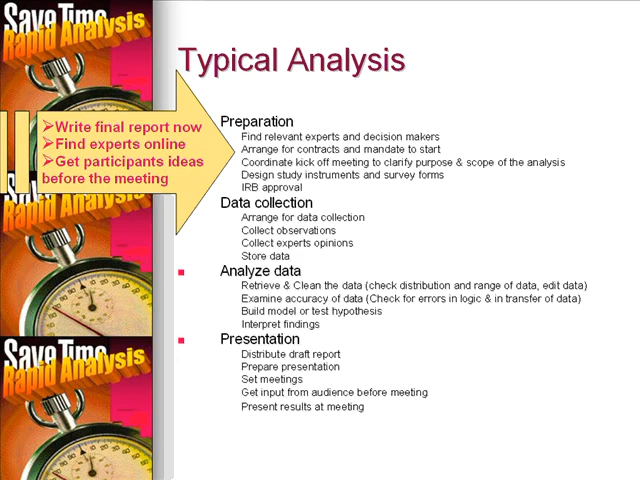 Save Time
Rapid Analysis
Typical Analysis
Write final report now
Find experts online
Get participants ideas
before the meeting
Preparation
Find relevant experts and decision makers
Arrange for contracts and mandate to start
Coordinate kick off meeting to clarify purpose & scope of the analysis
Design study instruments and survey forms
IRB approval
Data collection
Arrange for data collection
Collect observations
Collect experts opinions
Store data
Analyze data
Retrieve & Clean the data (check distribution and range of data, edit data)
Examine accuracy of data (Check for errors in logic & in transfer of data)
Build model or test hypothesis
Interpret findings
Presentation
Distribute draft report
Prepare presentation
Set meetings
Get input from audience before meeting
Present results at meeting
Rapid Analysis
Save Time
Rapid Analysis